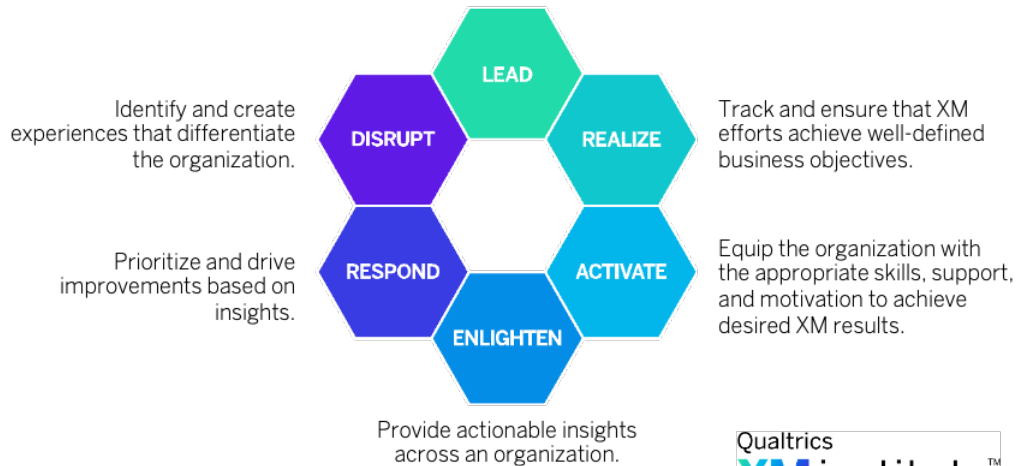 LEAD
DISRUPT
REALIZE
Identify and create
experiences that differentiate
the organization.
Track and ensure that XM
efforts achieve well-defined
business objectives.
RESPOND
ACTIVATE
Prioritize and drive
improvements based on
insights.
Equip the organization with
the appropriate skills, support,
and motivation to achieve
desired XM results.
ENLIGHTEN
Provide actionable insights
across an organization.
Qualtrics
XM institute™